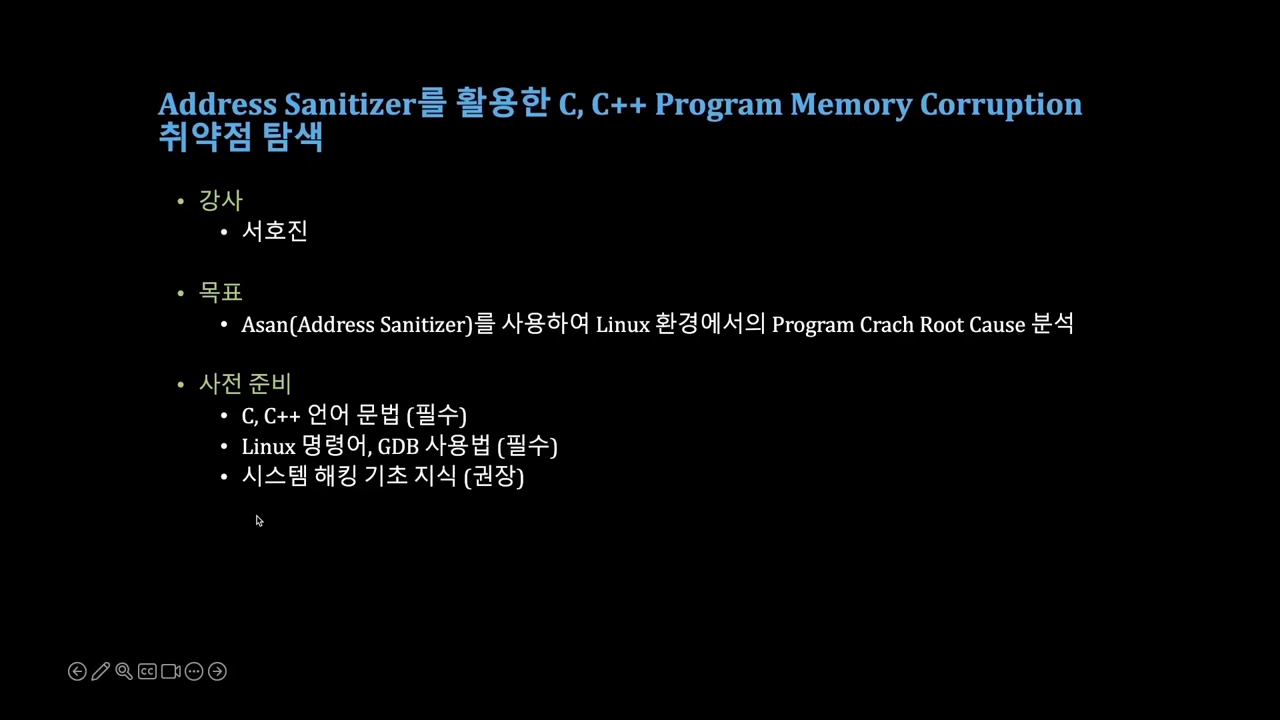 Address Sanitizer를 활용한 C, C++ Program Memory Corruption
취약점 탐색
• 강사
• 서호진
• 목표
• Asan(Address Sanitizer)를 사용하여 Linux 환경에서의 Program Crach Root Cause 분석
• 사전 준비
• C, C++ 언어 문법 (필수)
• Linux 명령어, GDB 사용법 (필수)
• 시스템 해킹 기초 지식 (권장)
CC